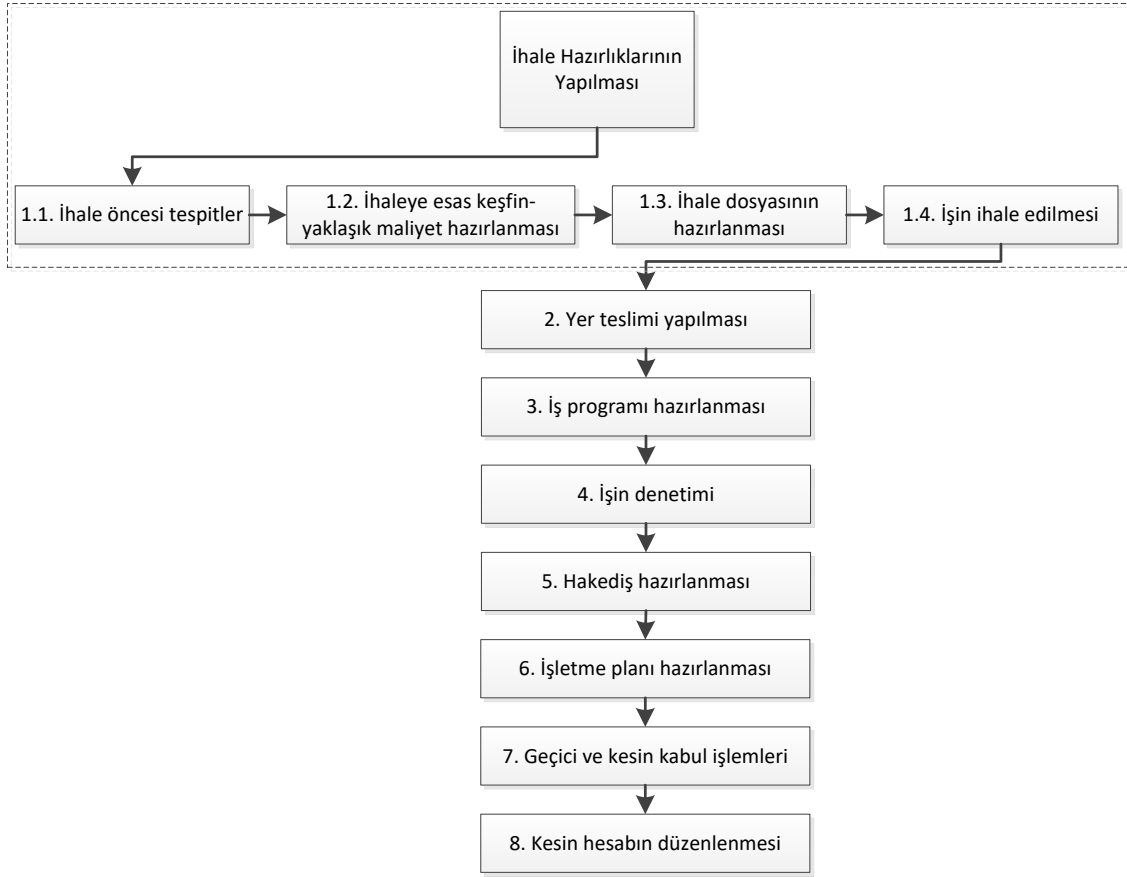 İhale Hazırlıklarının
Yapılması
1.1. İhale öncesi tespitler
1.2. İhaleye esas keşfin-
yaklaşık maliyet hazırlanması
1.3. İhale dosyasının
hazırlanması
1.4. İşin ihale edilmesi
2. Yer teslimi yapılması
3. İş programı hazırlanması
4. İşin denetimi
5. Hakediş hazırlanması
6. İşletme planı hazırlanması
7. Geçici ve kesin kabul işlemleri
8. Kesin hesabın düzenlenmesi